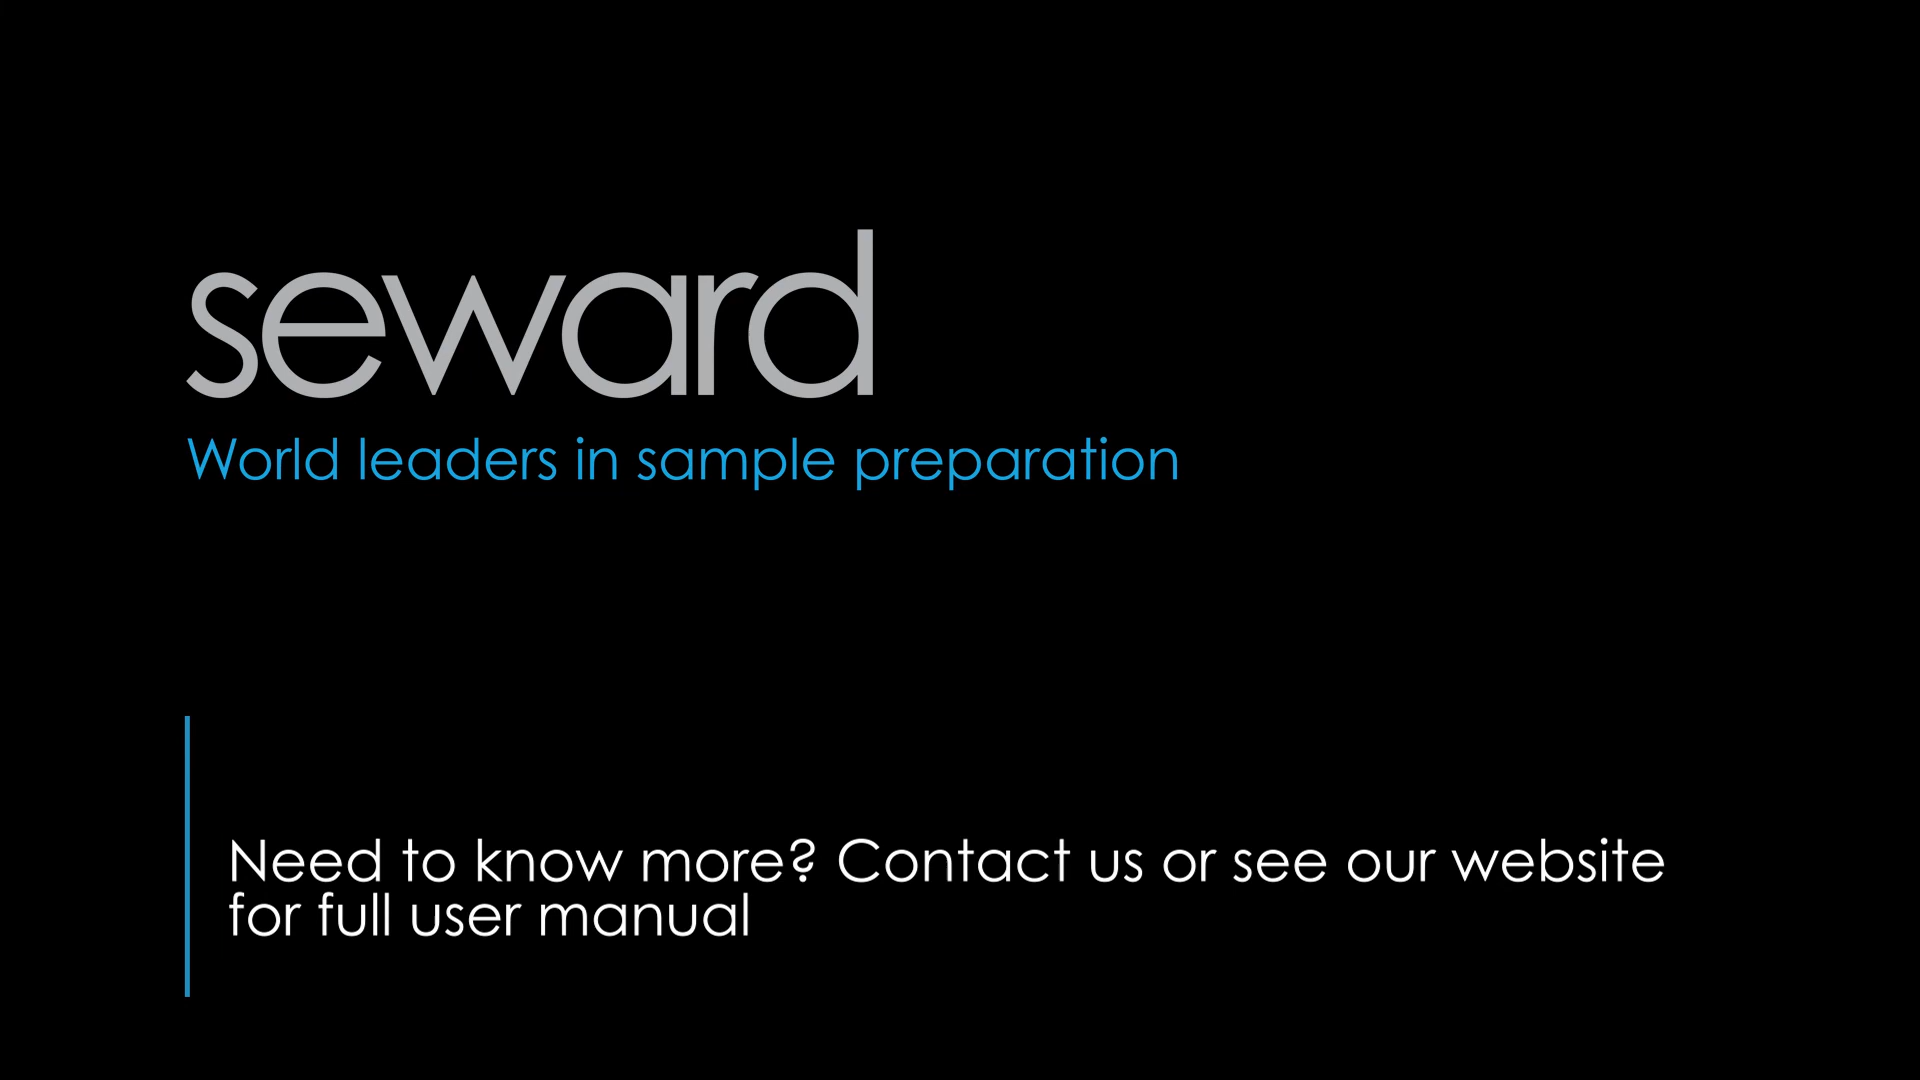 seward
World leaders in sample preparation
Need to know more? Contact us or see our website
for full user manual